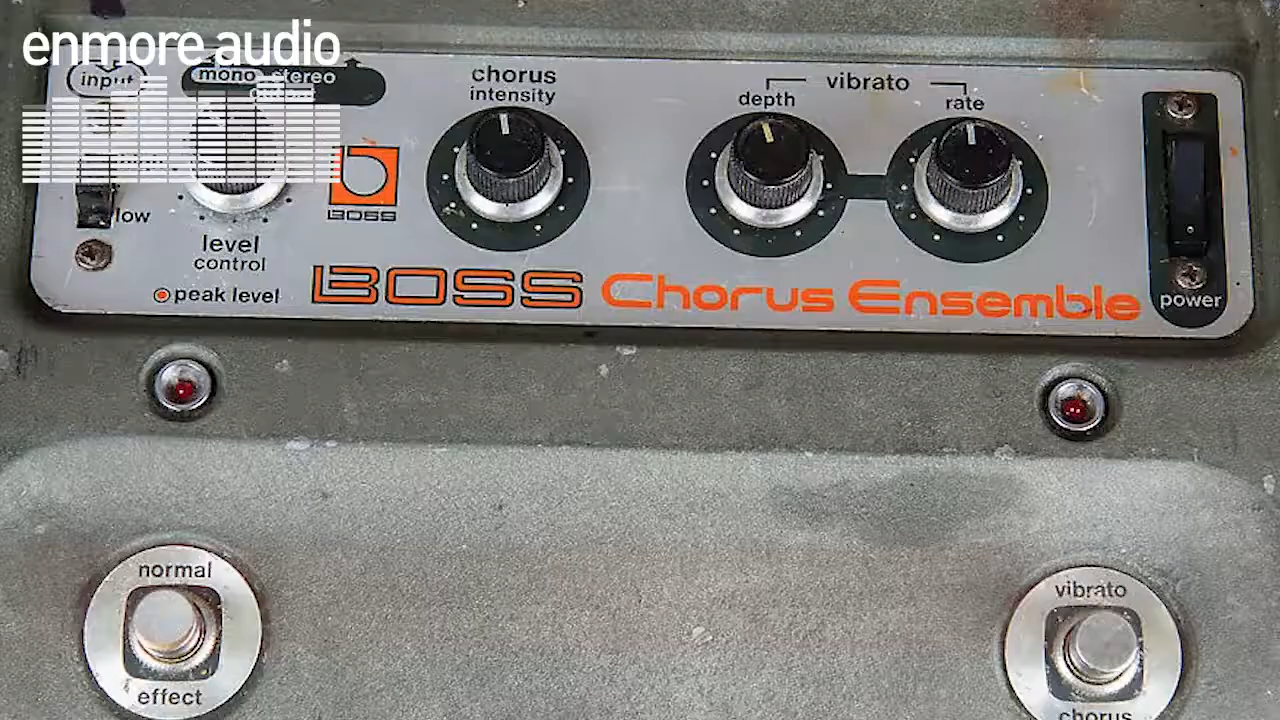 enmore audio
input
mono stereo
output
chorus
intensity
vibrato
depth
rate
low
BOSS
level
control
peak level
BOSS Chorus Ensemble
power
normal
effect
vibrato
chorus